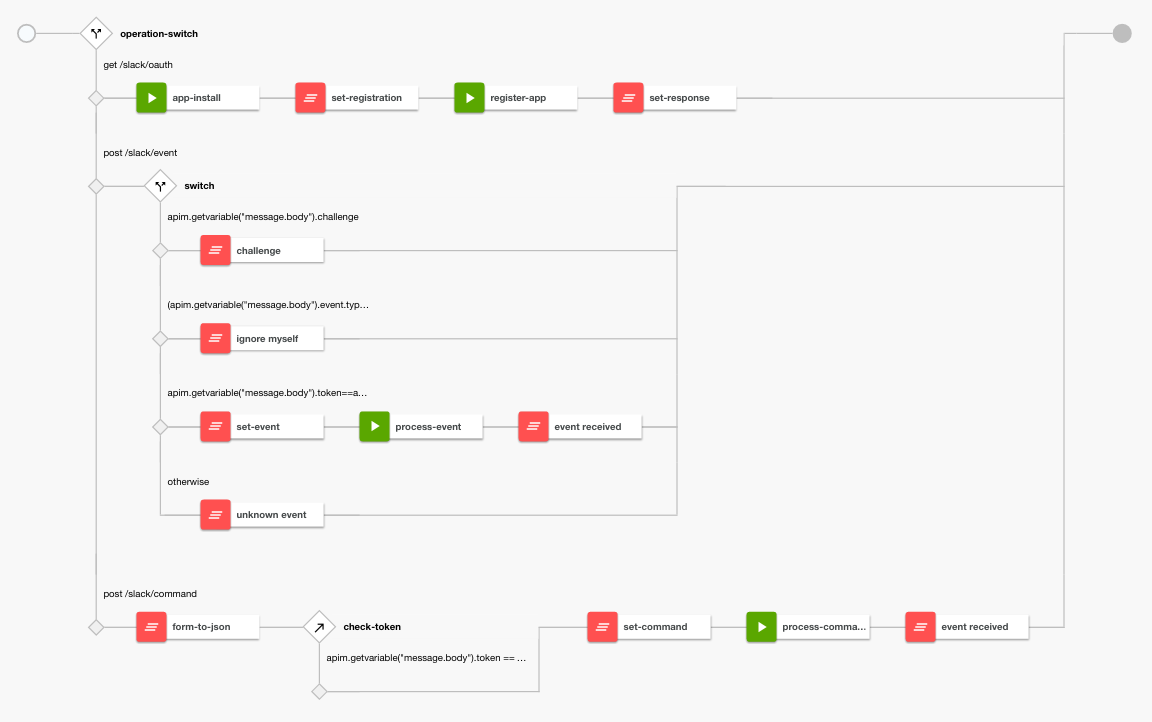 operation-switch
get /slack/oauth
app-install
set-registration
register-app
set-response
post /slack/event
switch
apim.getvariable("message.body").challenge
challenge
(apim.getvariable("message.body").event.typ...
ignore myself
apim.getvariable("message.body").token==a...
set-event
process-event
event received
otherwise
unknown event
post /slack/command
form-to-json
check-token
set-command
process-comma...
event received
apim.getvariable("message.body").token == ...